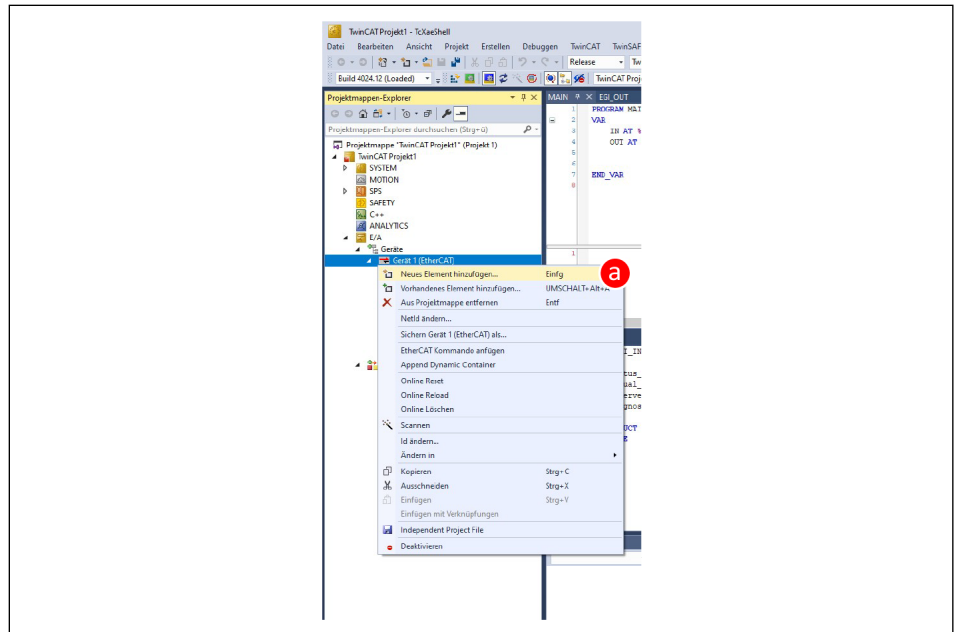 TwinCAT Projekt1 - TcXaeShell
Datei Bearbeiten Ansicht Projekt Erstellen Debuggen TwinCAT TwinSAF
Release Tw
Build 4024.12 (Loaded) TwinCAT Proj
Projektmappen-Explorer
Projektmappen-Explorer durchsuchen (Strg+ü)
Projektmappe "TwinCAT Projekt1" (Projekt 1)
TwinCAT Projekt1
SYSTEM
MOTION
SPS
SAFETY
C++
ANALYTICS
E/A
Geräte
Gerät 1 (EtherCAT)
MAIN EGI_OUT
1 PROGRAM MAI
2 VAR
3 IN AT %
4 OUT AT
5
6
7 END_VAR
8
1
a
Neues Element hinzufügen... Einfg
Vorhandenes Element hinzufügen... UMSCHALT+Alt+A
Aus Projektmappe entfernen Entf
NetId ändern...
Sichern Gerät 1 (EtherCAT) als...
EtherCAT Kommando anfügen
Append Dynamic Container
Online Reset
Online Reload
Online Löschen
Scannen
Id ändern...
Ändern in
Kopieren Strg+C
Ausschneiden Strg+X
Einfügen Strg+V
Einfügen mit Verknüpfungen
Independent Project File
Deaktivieren